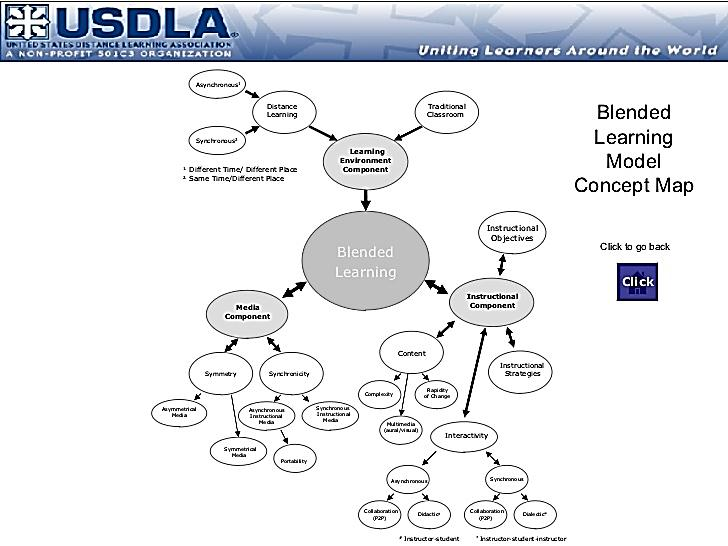 USDLA®
UNITED STATES DISTANCE LEARNING ASSOCIATION
A NON-PROFIT 501C3 ORGANIZATION
Uniting Learners Around the World
Blended
Learning
Model
Concept Map
Click to go back
Click
Asynchronous¹
Distance
Learning
Synchronous²
Traditional
Classroom
Learning
Environment
Component
¹ Different Time/ Different Place
² Same Time/Different Place
Blended
Learning
Instructional
Objectives
Media
Component
Instructional
Component
Symmetry
Synchronicity
Content
Instructional
Strategies
Asymmetrical
Media
Asynchronous
Instructional
Media
Synchronous
Instructional
Media
Complexity
Rapidity
of Change
Symmetrical
Media
Portability
Multimedia
(aural/visual)
Interactivity
Asynchronous
Synchronous
Collaboration
(P2P)
Didactic
Collaboration
(P2P)
Dialectic
Instructor-student
Instructor-student-instructor